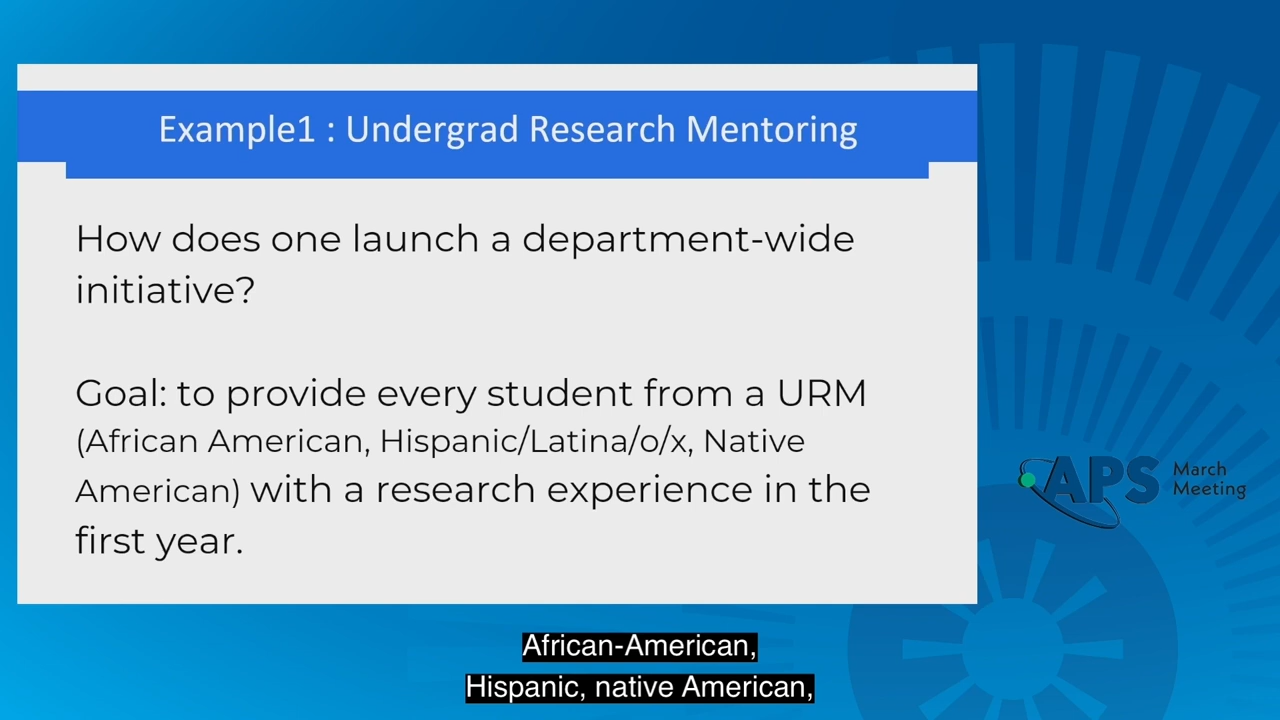 Example1 : Undergrad Research Mentoring
How does one launch a department-wide
initiative?
Goal: to provide every student from a URM
(African American, Hispanic/Latina/o/x, Native
American) with a research experience in the
first year.
APS March
Meeting
African-American,
Hispanic, native American,